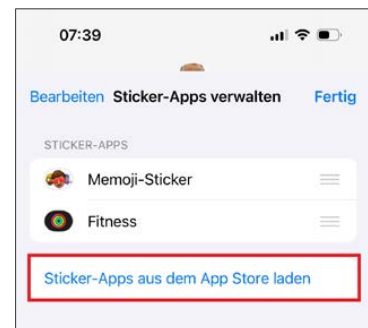 07:39
Bearbeiten Sticker-Apps verwalten Fertig
STICKER-APPS
Memoji-Sticker
Fitness
Sticker-Apps aus dem App Store laden